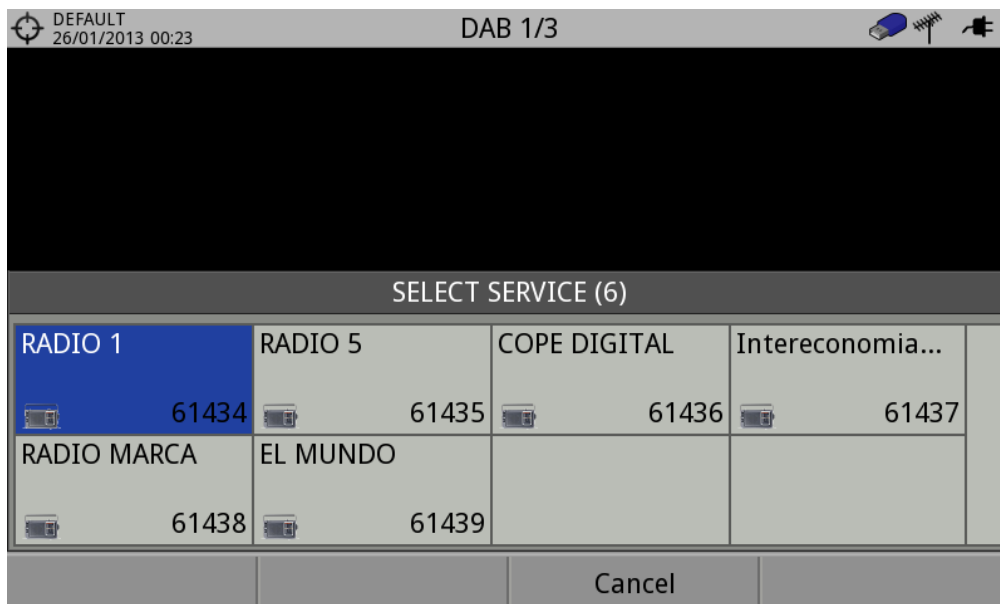 DEFAULT
26/01/2013 00:23
DAB 1/3
SELECT SERVICE (6)
RADIO 1
61434
RADIO 5
61435
COPE DIGITAL
61436
Intereconomia...
61437
RADIO MARCA
61438
EL MUNDO
61439
Cancel